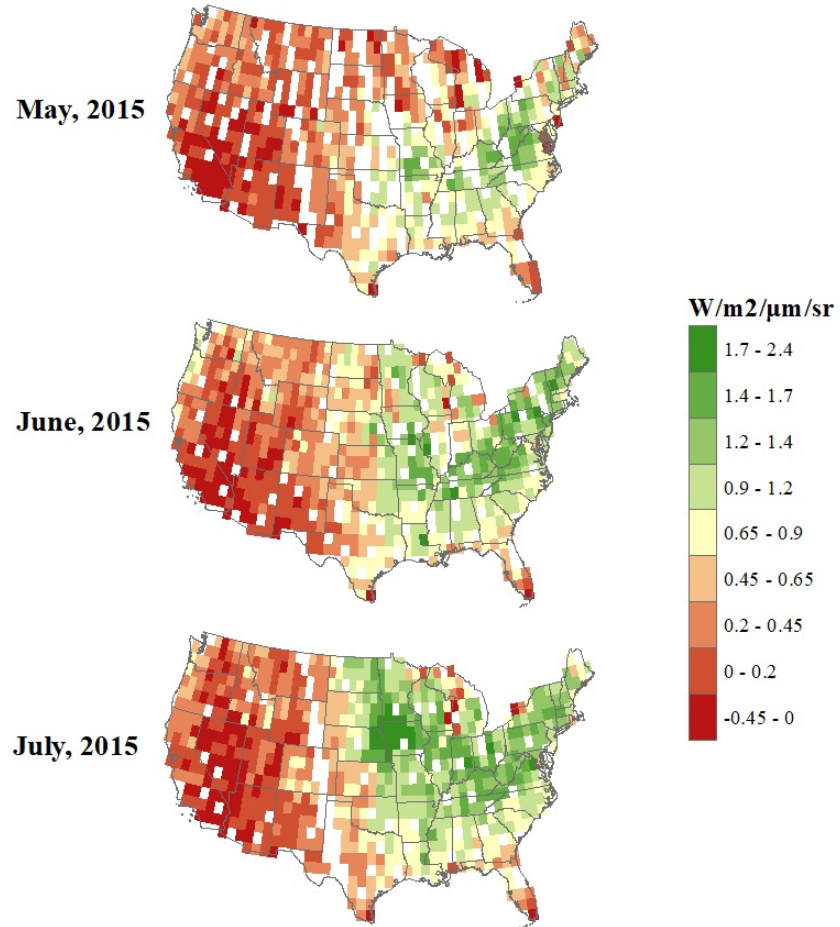 May, 2015
June, 2015
July, 2015
W/m2/µm/sr
1.7 - 2.4
1.4 - 1.7
1.2 - 1.4
0.9 - 1.2
0.65 - 0.9
0.45 - 0.65
0.2 - 0.45
0 - 0.2
-0.45 - 0